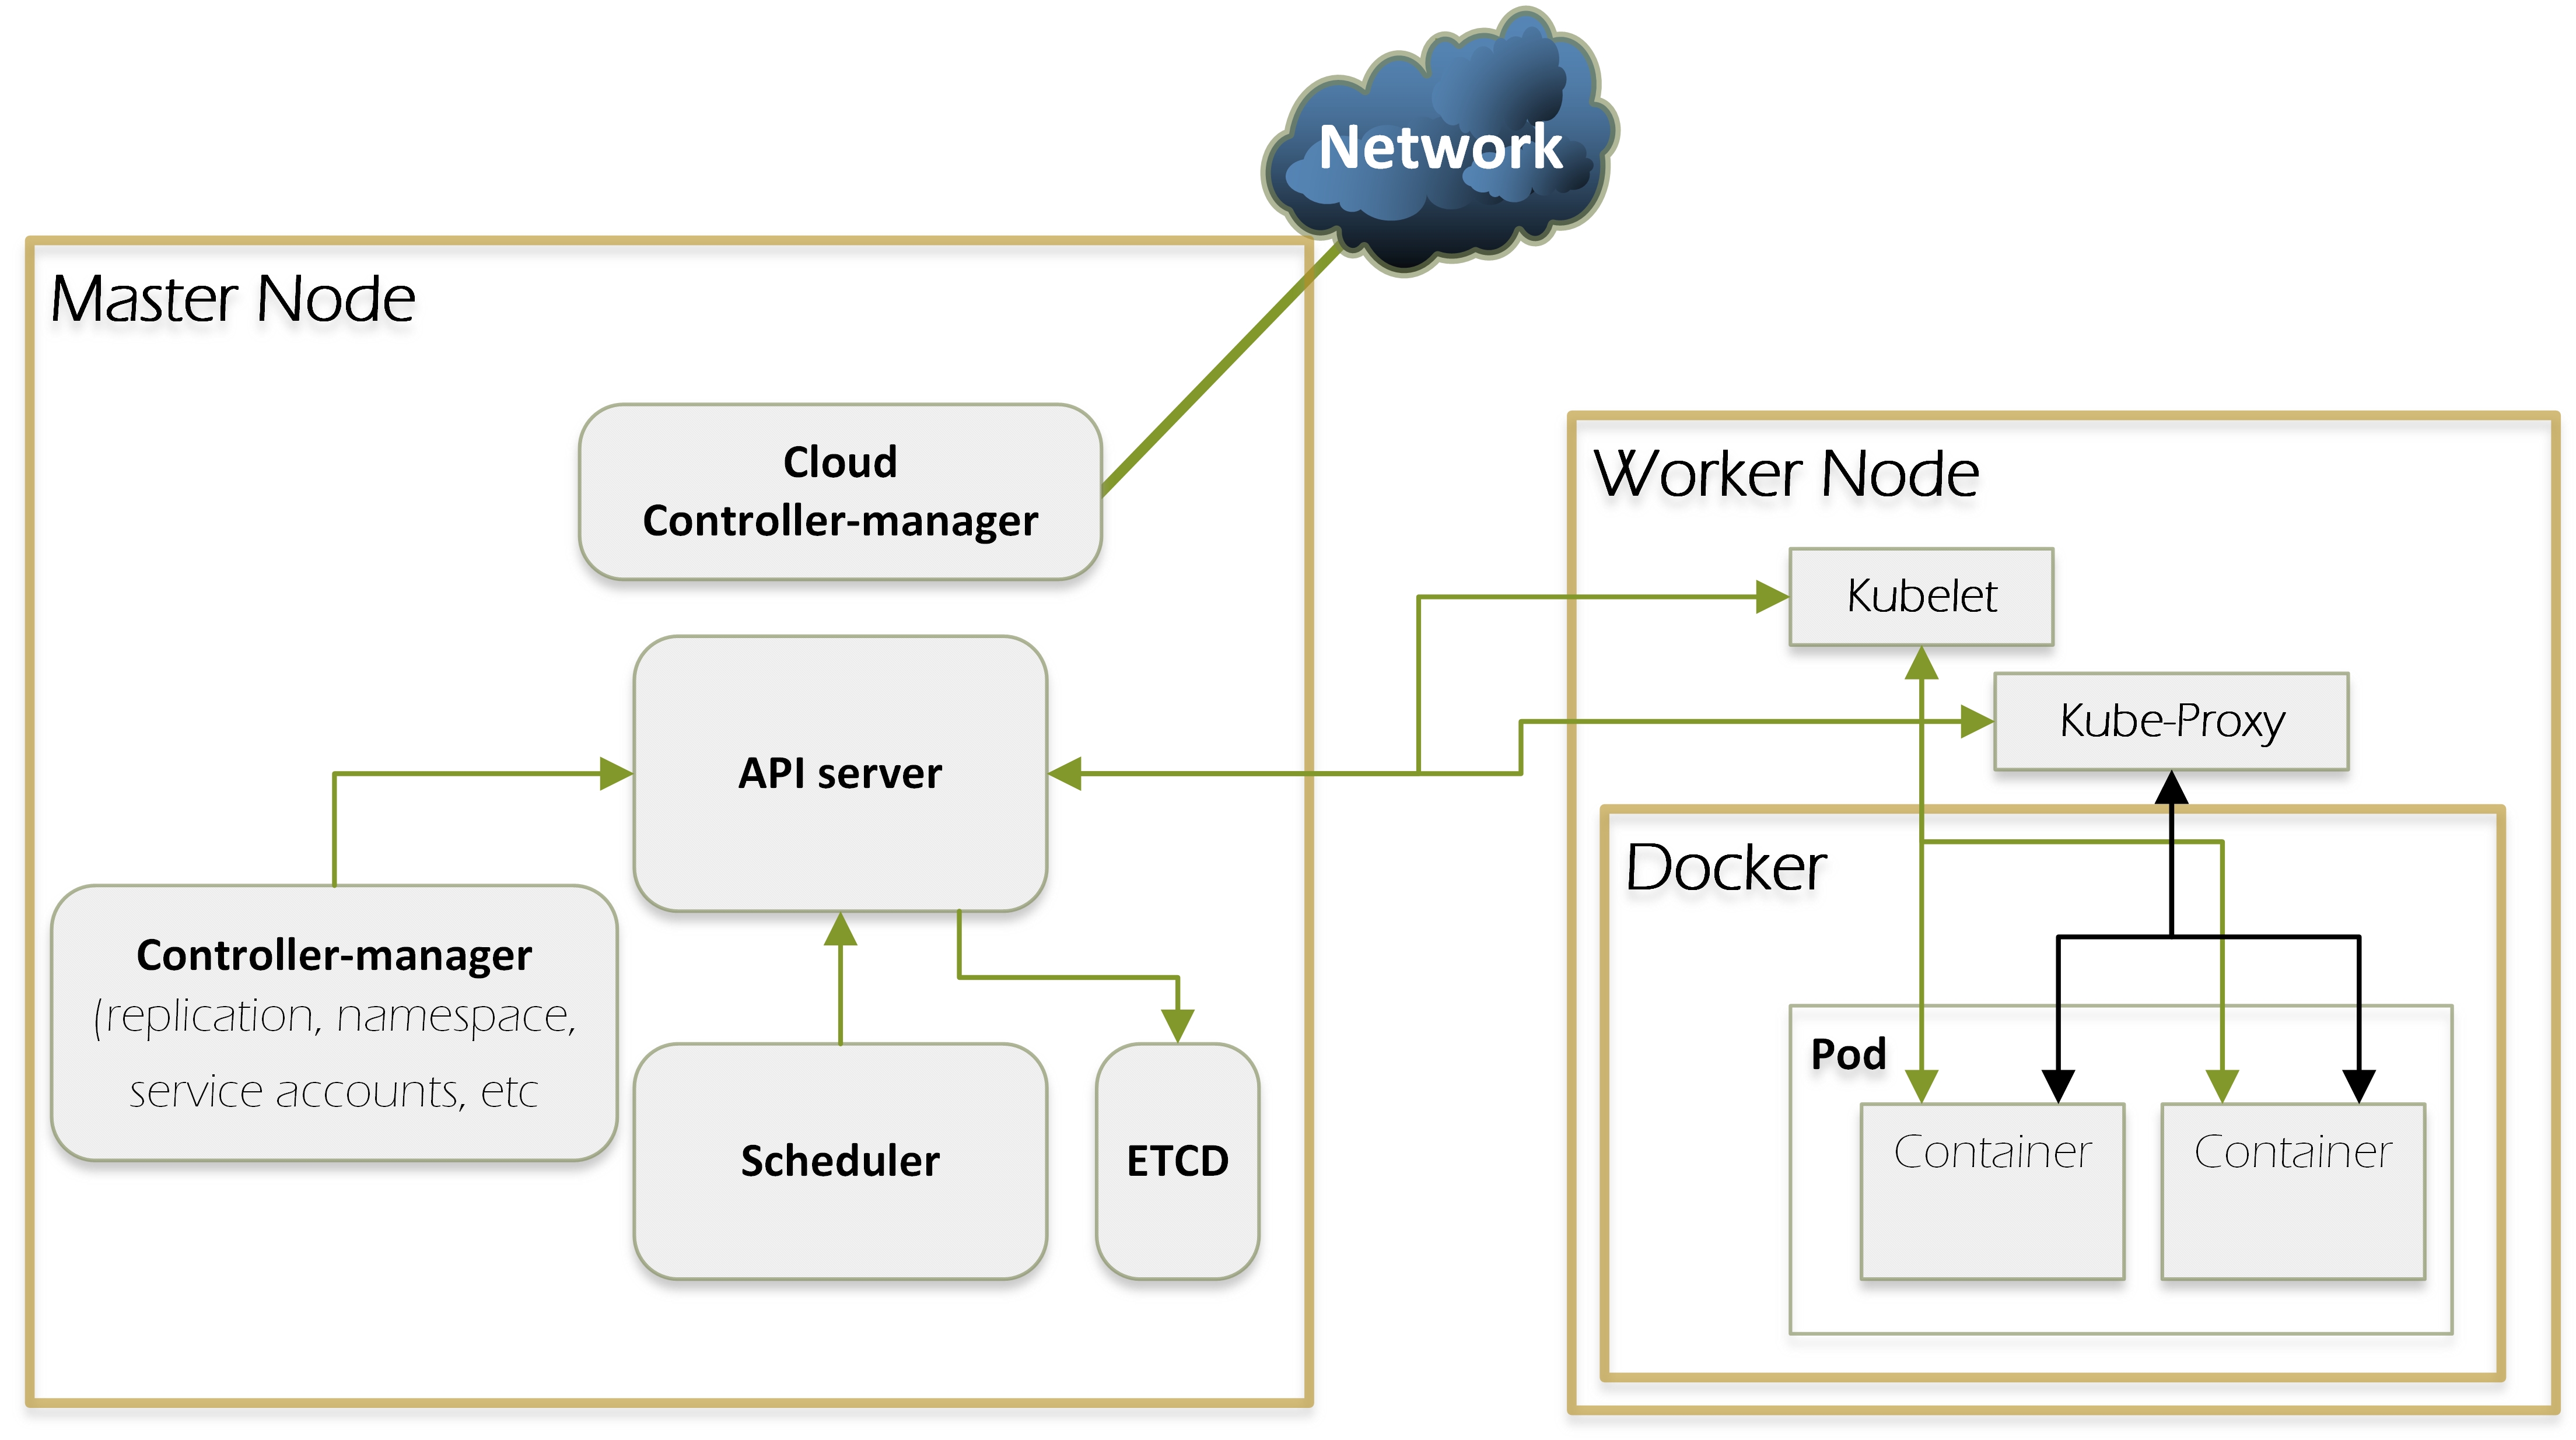 Network
Master Node
Cloud
Controller-manager
API server
Controller-manager
(replication, namespace,
service accounts, etc
Scheduler
ETCD
Worker Node
Kubelet
Kube-Proxy
Docker
Pod
Container
Container